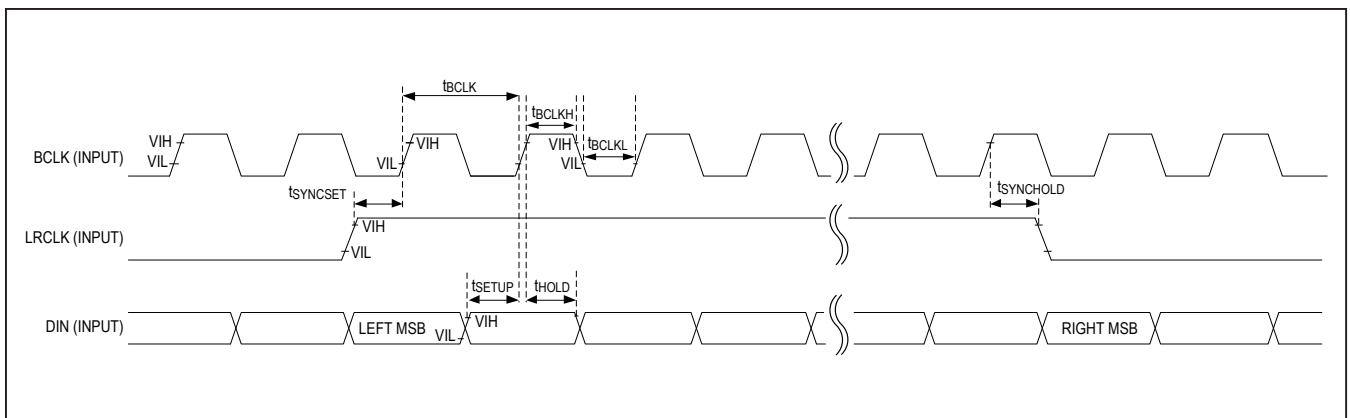 tBCLK
tBCLKH
VIH
VIL
BCLK (INPUT)
VIL
VIH
VIH
VIL
tBCLKL
tSYNCSET
tSYNCHOLD
LRCLK (INPUT)
VIH
VIL
tSETUP
tHOLD
DIN (INPUT)
LEFT MSB
VIL
VIH
RIGHT MSB